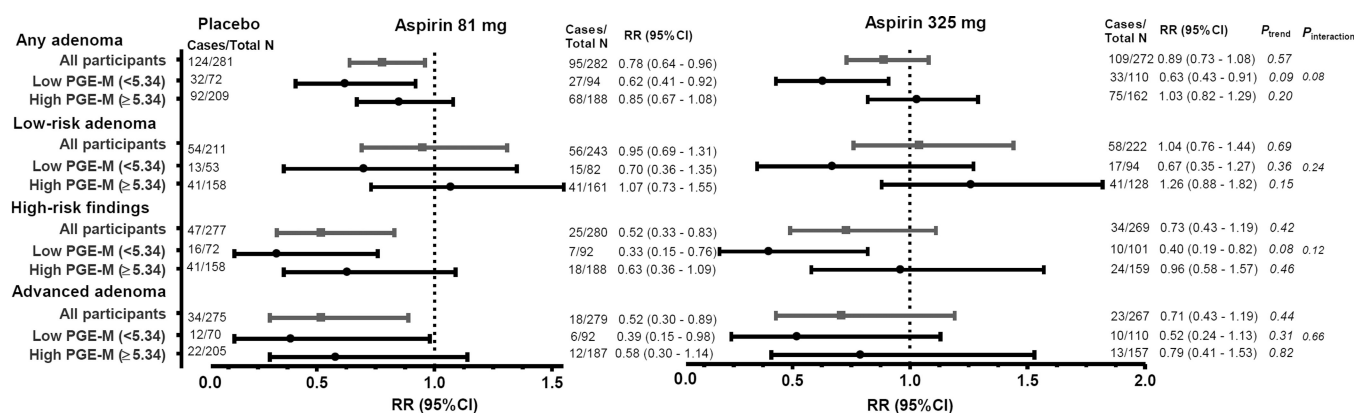 Placebo
Aspirin 81 mg
Aspirin 325 mg
Cases/Total N
Cases/ Total N
RR (95%CI)
Cases/ Total N
RR (95%CI)
Ptrend
Pinteraction
Any adenoma
All participants 124/281 95/282 0.78 (0.64 - 0.96) 109/272 0.89 (0.73 - 1.08) 0.57
Low PGE-M (<5.34) 32/72 27/94 0.62 (0.41 - 0.92) 33/110 0.63 (0.43 - 0.91) 0.09 0.08
High PGE-M (≥5.34) 92/209 68/188 0.85 (0.67 - 1.08) 75/162 1.03 (0.82 - 1.29) 0.20
Low-risk adenoma
All participants 54/211 56/243 0.95 (0.69 - 1.31) 58/222 1.04 (0.76 - 1.44) 0.69
Low PGE-M (<5.34) 13/53 15/82 0.70 (0.36 - 1.35) 17/94 0.67 (0.35 - 1.27) 0.36 0.24
High PGE-M (≥5.34) 41/158 41/161 1.07 (0.73 - 1.55) 41/128 1.26 (0.88 - 1.82) 0.15
High-risk findings
All participants 47/277 25/280 0.52 (0.33 - 0.83) 34/269 0.73 (0.43 - 1.19) 0.42
Low PGE-M (<5.34) 16/72 7/92 0.33 (0.15 - 0.76) 10/101 0.40 (0.19 - 0.82) 0.08 0.12
High PGE-M (≥5.34) 41/158 18/188 0.63 (0.36 - 1.09) 24/159 0.96 (0.58 - 1.57) 0.46
Advanced adenoma
All participants 34/275 18/279 0.52 (0.30 - 0.89) 23/267 0.71 (0.43 - 1.19) 0.44
Low PGE-M (<5.34) 12/70 6/92 0.39 (0.15 - 0.98) 10/110 0.52 (0.24 - 1.13) 0.31 0.66
High PGE-M (≥5.34) 22/205 12/187 0.58 (0.30 - 1.14) 13/157 0.79 (0.41 - 1.53) 0.82
0.0 0.5 1.0 1.5
0.0 0.5 1.0 1.5 2.0
RR (95%CI)
RR (95%CI)